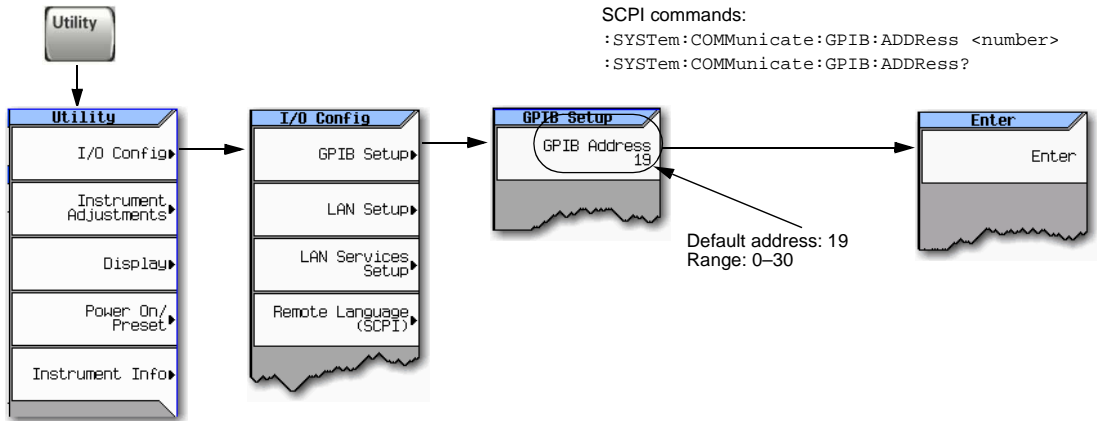 Utility
SCPI commands:
:SYSTem:COMMunicate:GPIB:ADDRess <number>
:SYSTem:COMMunicate:GPIB:ADDRess?
Utility
I/O Config
Instrument
Adjustments
Display
Power On/
Preset
Instrument Info
I/O Config
GPIB Setup
LAN Setup
LAN Services
Setup
Remote Language
(SCPI)
GPIB Setup
GPIB Address
19
Default address: 19
Range: 0–30
Enter
Enter